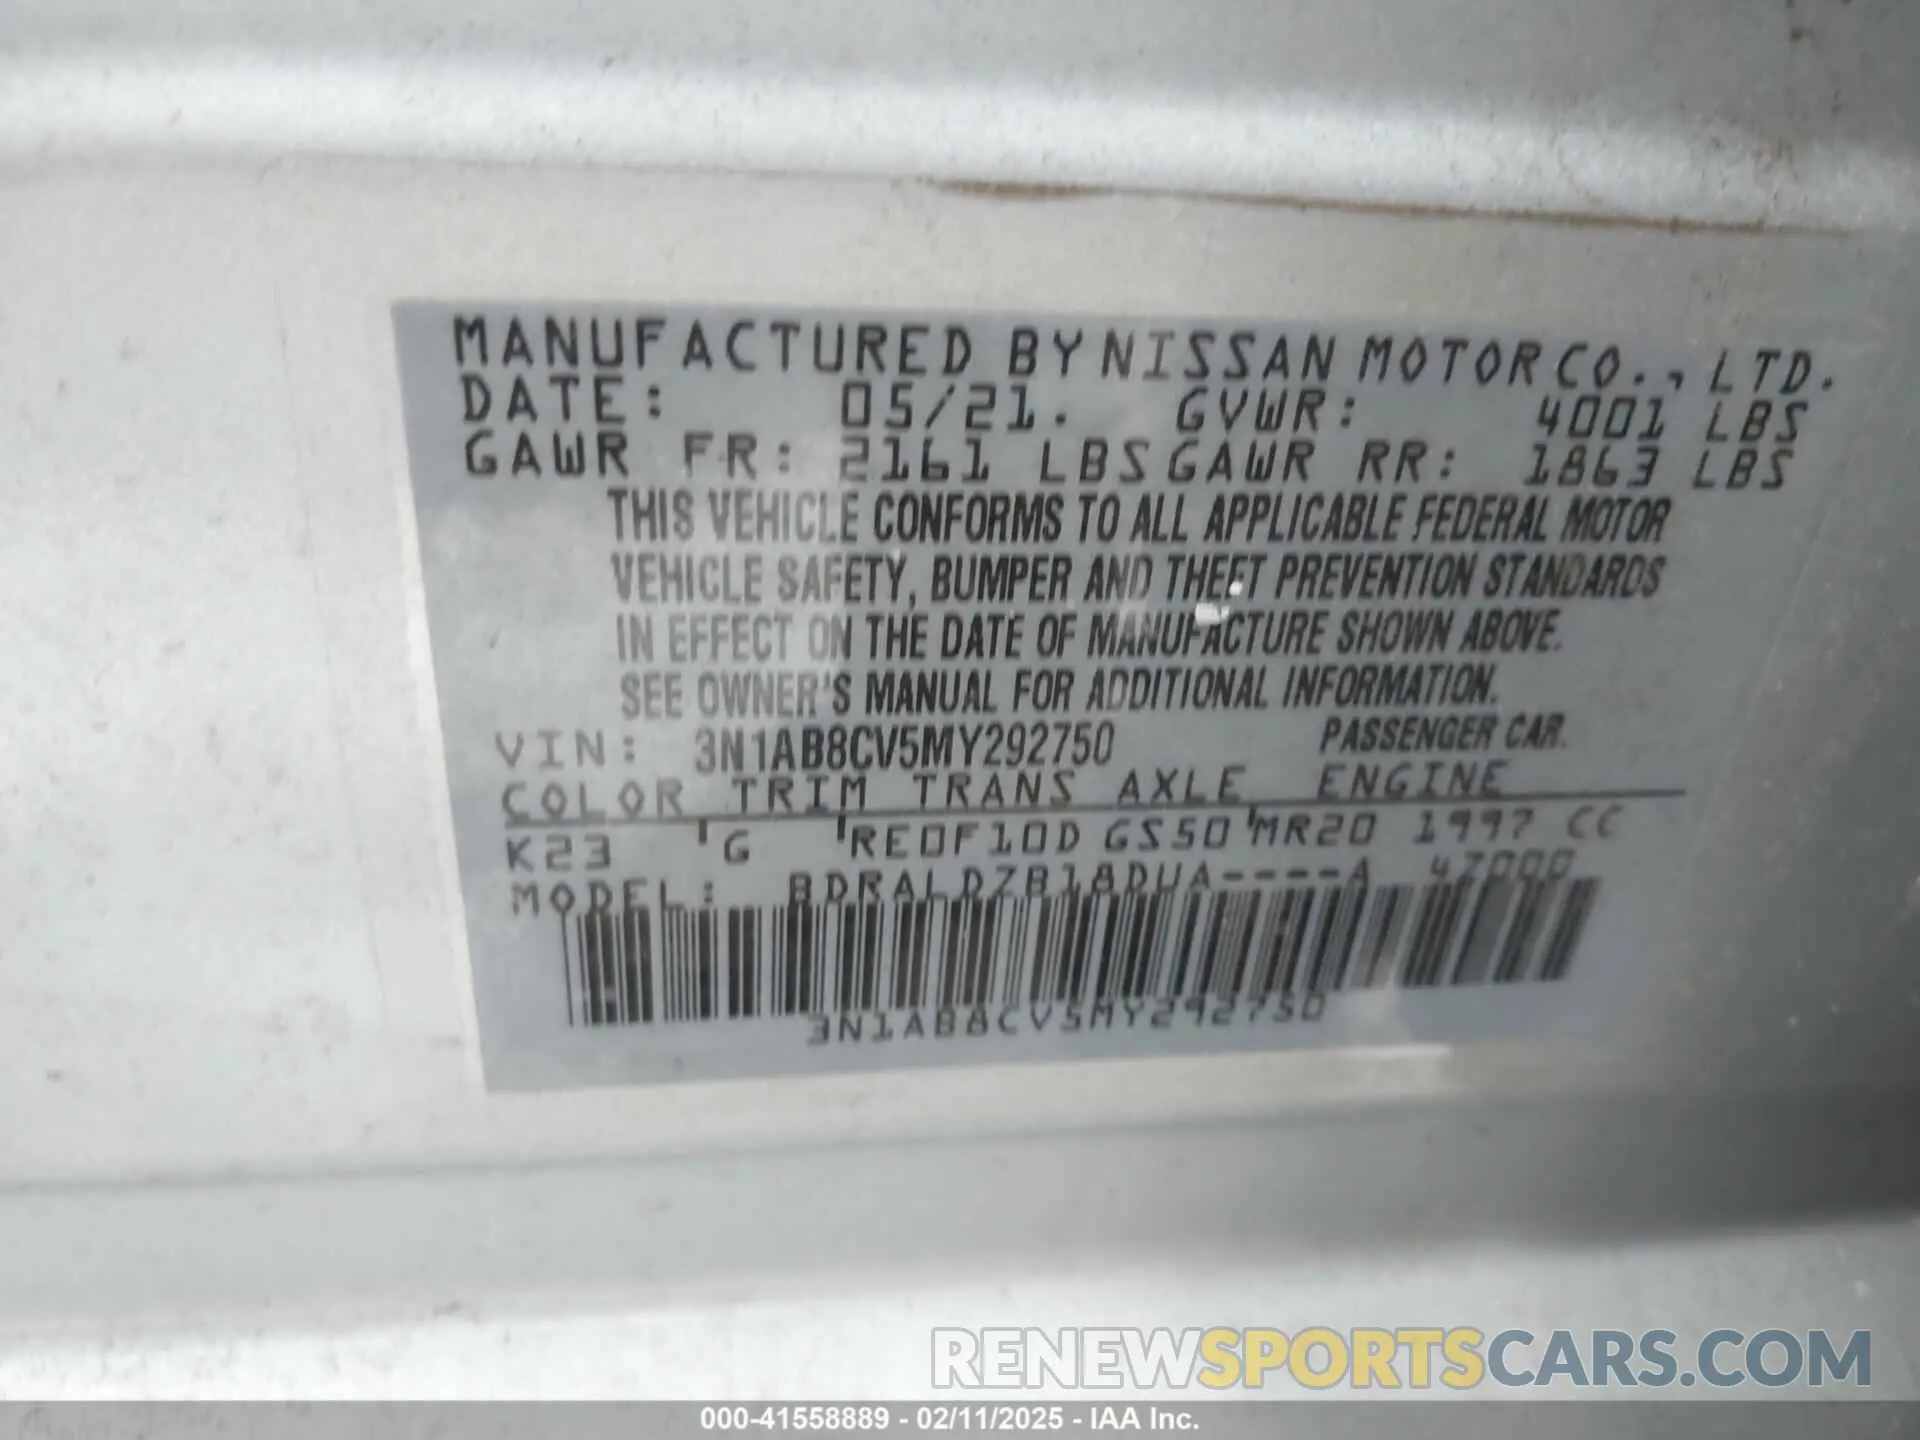 MANUFACTURED BY NISSAN MOTOR CO., LTD.
DATE: 05/21. GVWR: 4001 LBS
GAWR FR: 2161 LBS GAWR RR: 1863 LBS
THIS VEHICLE CONFORMS TO ALL APPLICABLE FEDERAL MOTOR
VEHICLE SAFETY, BUMPER AND THEFT PREVENTION STANDARDS
IN EFFECT ON THE DATE OF MANUFACTURE SHOWN ABOVE.
SEE OWNER'S MANUAL FOR ADDITIONAL INFORMATION.
VIN: 3N1AB8CV5MY292750 PASSENGER CAR.
COLOR TRIM TRANS AXLE ENGINE
K23 G RE0F10D GS50 MR20 1997 CC
MODEL: BDRALDZB18DUA----A 47000
3N1AB8CV5MY292750
RENEWSPORTSCARS.COM
000-41558889 - 02/11/2025 - IAA Inc.